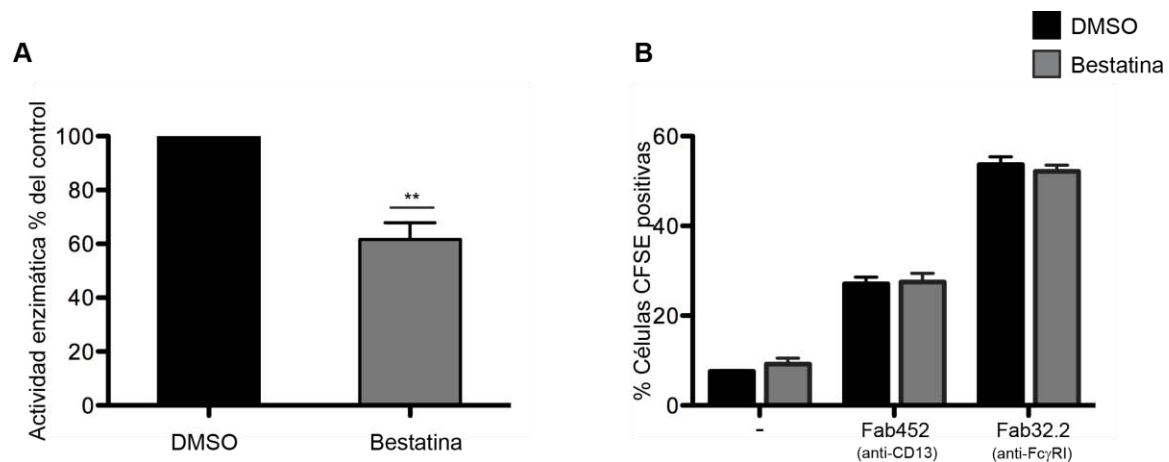 DMSO
Bestatina
A
Actividad enzimática % del control
100
80
60
40
20
0
**
DMSO
Bestatina
B
% Células CFSE positivas
60
40
20
0
-
Fab452
(anti-CD13)
Fab32.2
(anti-FcγRI)